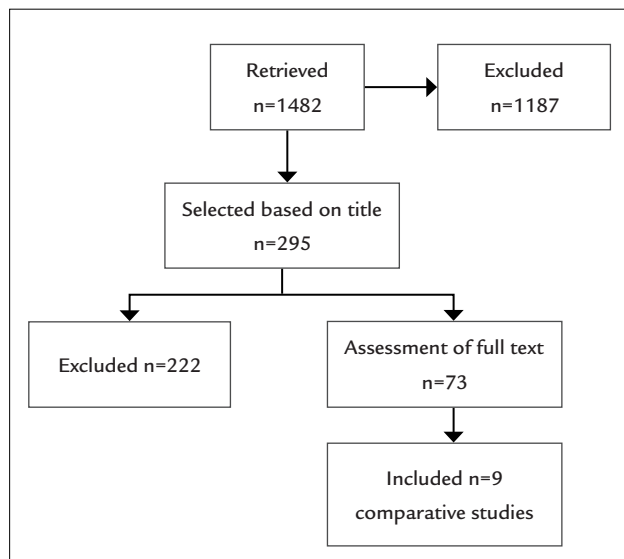 Retrieved
n=1482
Excluded
n=1187
Selected based on title
n=295
Excluded n=222
Assessment of full text
n=73
Included n=9
comparative studies